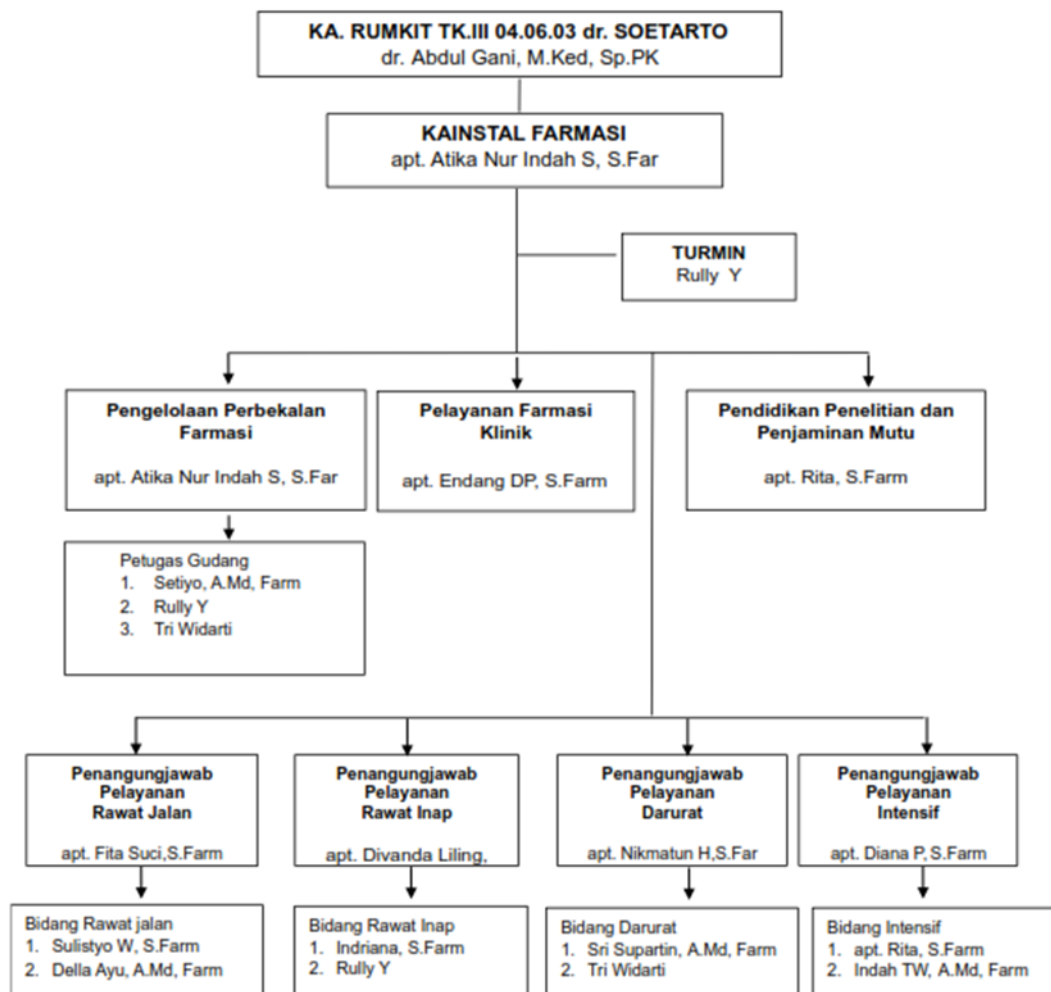 KA. RUMKIT TK.III 04.06.03 dr. SOETARTO
dr. Abdul Gani, M.Ked, Sp.PK
KAINSTAL FARMASI
apt. Atika Nur Indah S, S.Far
TURMIN
Rully Y
Pengelolaan Perbekalan
Farmasi
apt. Atika Nur Indah S, S.Far
Pelayanan Farmasi
Klinik
apt. Endang DP, S.Farm
Pendidikan Penelitian dan
Penjaminan Mutu
apt. Rita, S.Farm
Petugas Gudang
1. Setiyo, A.Md, Farm
2. Rully Y
3. Tri Widarti
Penangungjawab
Pelayanan
Rawat Jalan
apt. Fita Suci,S.Farm
Penangungjawab
Pelayanan
Rawat Inap
apt. Divanda Liling,
Penangungjawab
Pelayanan
Darurat
apt. Nikmatun H,S.Far
Penangungjawab
Pelayanan
Intensif
apt. Diana P,S.Farm
Bidang Rawat jalan
1. Sulistyo W, S.Farm
2. Della Ayu, A.Md, Farm
Bidang Rawat Inap
1. Indriana, S.Farm
2. Rully Y
Bidang Darurat
1. Sri Supartin, A.Md, Farm
2. Tri Widarti
Bidang Intensif
1. apt. Rita, S.Farm
2. Indah TW, A.Md, Farm